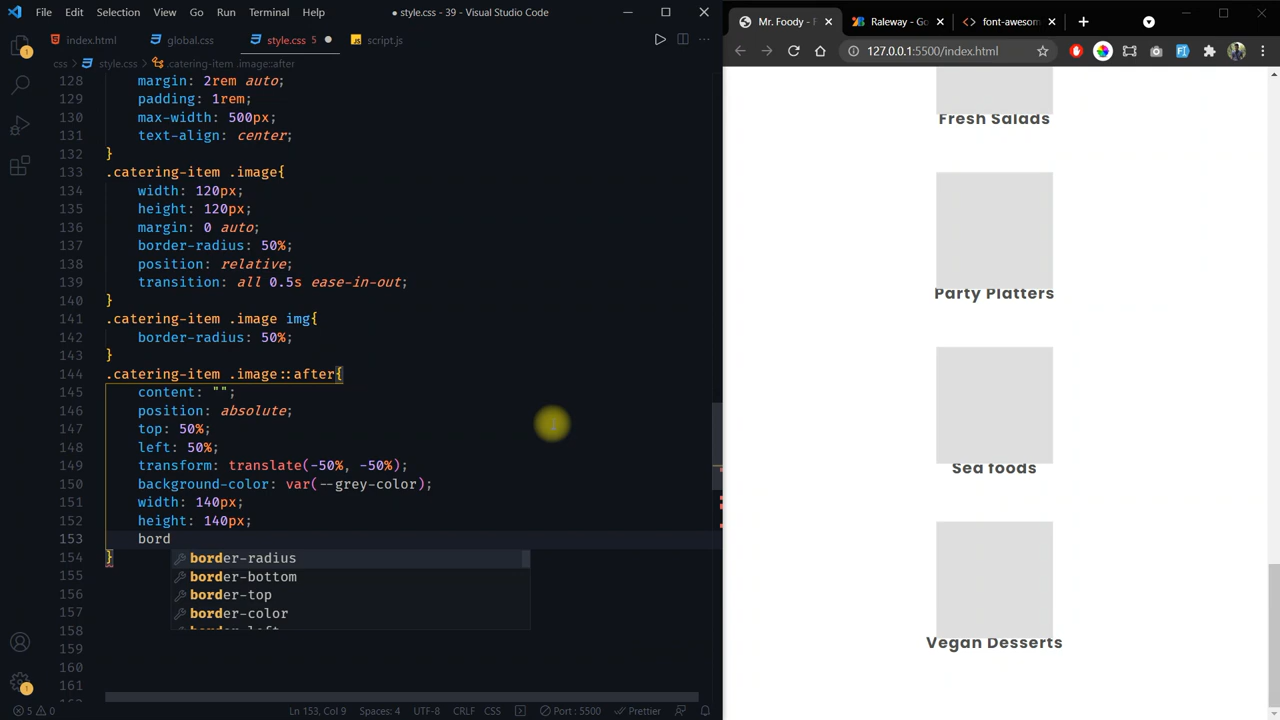 File Edit Selection View Go Run Terminal Help
● style.css - 39 - Visual Studio Code
index.html
global.css
style.css 5 ●
script.js
css > style.css > .catering-item .image::after
128 margin: 2rem auto;
129 padding: 1rem;
130 max-width: 500px;
131 text-align: center;
132 }
133 .catering-item .image{
134 width: 120px;
135 height: 120px;
136 margin: 0 auto;
137 border-radius: 50%;
138 position: relative;
139 transition: all 0.5s ease-in-out;
140 }
141 .catering-item .image img{
142 border-radius: 50%;
143 }
144 .catering-item .image::after{
145 content: "";
146 position: absolute;
147 top: 50%;
148 left: 50%;
149 transform: translate(-50%, -50%);
150 background-color: var(--grey-color);
151 width: 140px;
152 height: 140px;
153 bord
154 }
border-radius
border-bottom
border-top
border-color
155
156
157
158
159
160
161
5 0
Ln 153, Col 9 Spaces: 4 UTF-8 CRLF CSS Port : 5500 Prettier
Mr. Foody - F
Raleway - Go
font-awesom
127.0.0.1:5500/index.html
Fresh Salads
Party Platters
Sea foods
Vegan Desserts